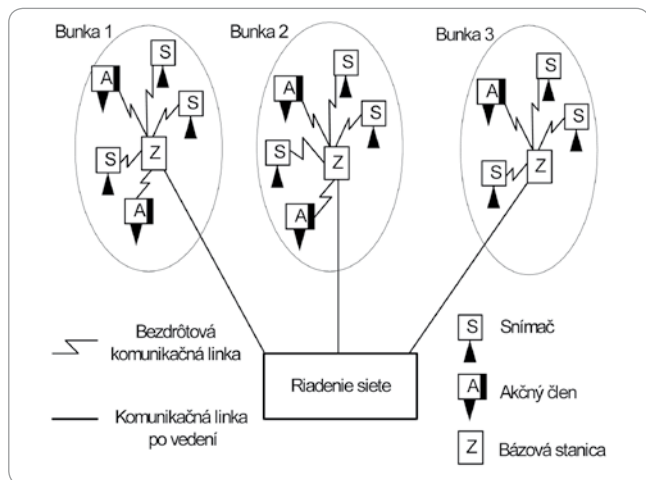 Bunka 1
Bunka 2
Bunka 3
S
A
S
Z
S
A
S
A
S
S
Z
A
S
A
S
S
Z
Bezdrôtová
komunikačná linka
Komunikačná linka
po vedení
Riadenie siete
S Snímač
A Akčný člen
Z Bázová stanica